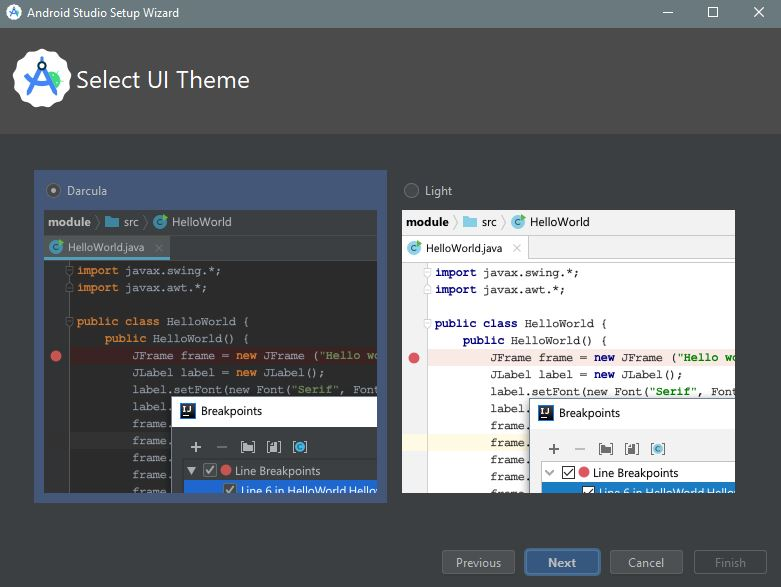 Android Studio Setup Wizard
Select UI Theme
Darcula
module src HelloWorld
HelloWorld.java
import javax.swing.*;
import javax.awt.*;
public class HelloWorld {
public HelloWorld() {
JFrame frame = new JFrame ("Hello wo
JLabel label = new JLabel();
label.setFont(new Font("Serif", Font
label.
frame.
frame.
frame.
frame.
frame.
Breakpoints
Line Breakpoints
Line 6 in HelloWorld.Hello
Light
module src HelloWorld
HelloWorld.java
import javax.swing.*;
import javax.awt.*;
public class HelloWorld {
public HelloWorld() {
JFrame frame = new JFrame ("Hello wo
JLabel label = new JLabel();
label.setFont(new Font("Serif", Font
label.
frame.
frame.
frame.
frame.
frame.
Breakpoints
Line Breakpoints
Line 6 in HelloWorld.Hello
Previous Next Cancel Finish